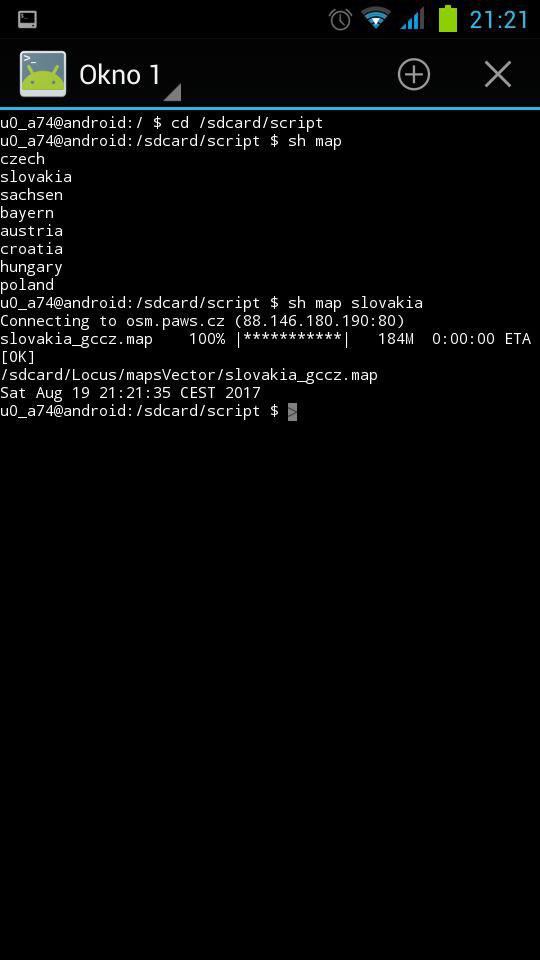 21:21
Okno 1
u0_a74@android:/ $ cd /sdcard/script
u0_a74@android:/sdcard/script $ sh map
czech
slovakia
sachsen
bayern
austria
croatia
hungary
poland
u0_a74@android:/sdcard/script $ sh map slovakia
Connecting to osm.paws.cz (88.146.180.190:80)
slovakia_gccz.map    100% |***********|   184M  0:00:00 ETA
[OK]
/sdcard/Locus/mapsVector/slovakia_gccz.map
Sat Aug 19 21:21:35 CEST 2017
u0_a74@android:/sdcard/script $ >